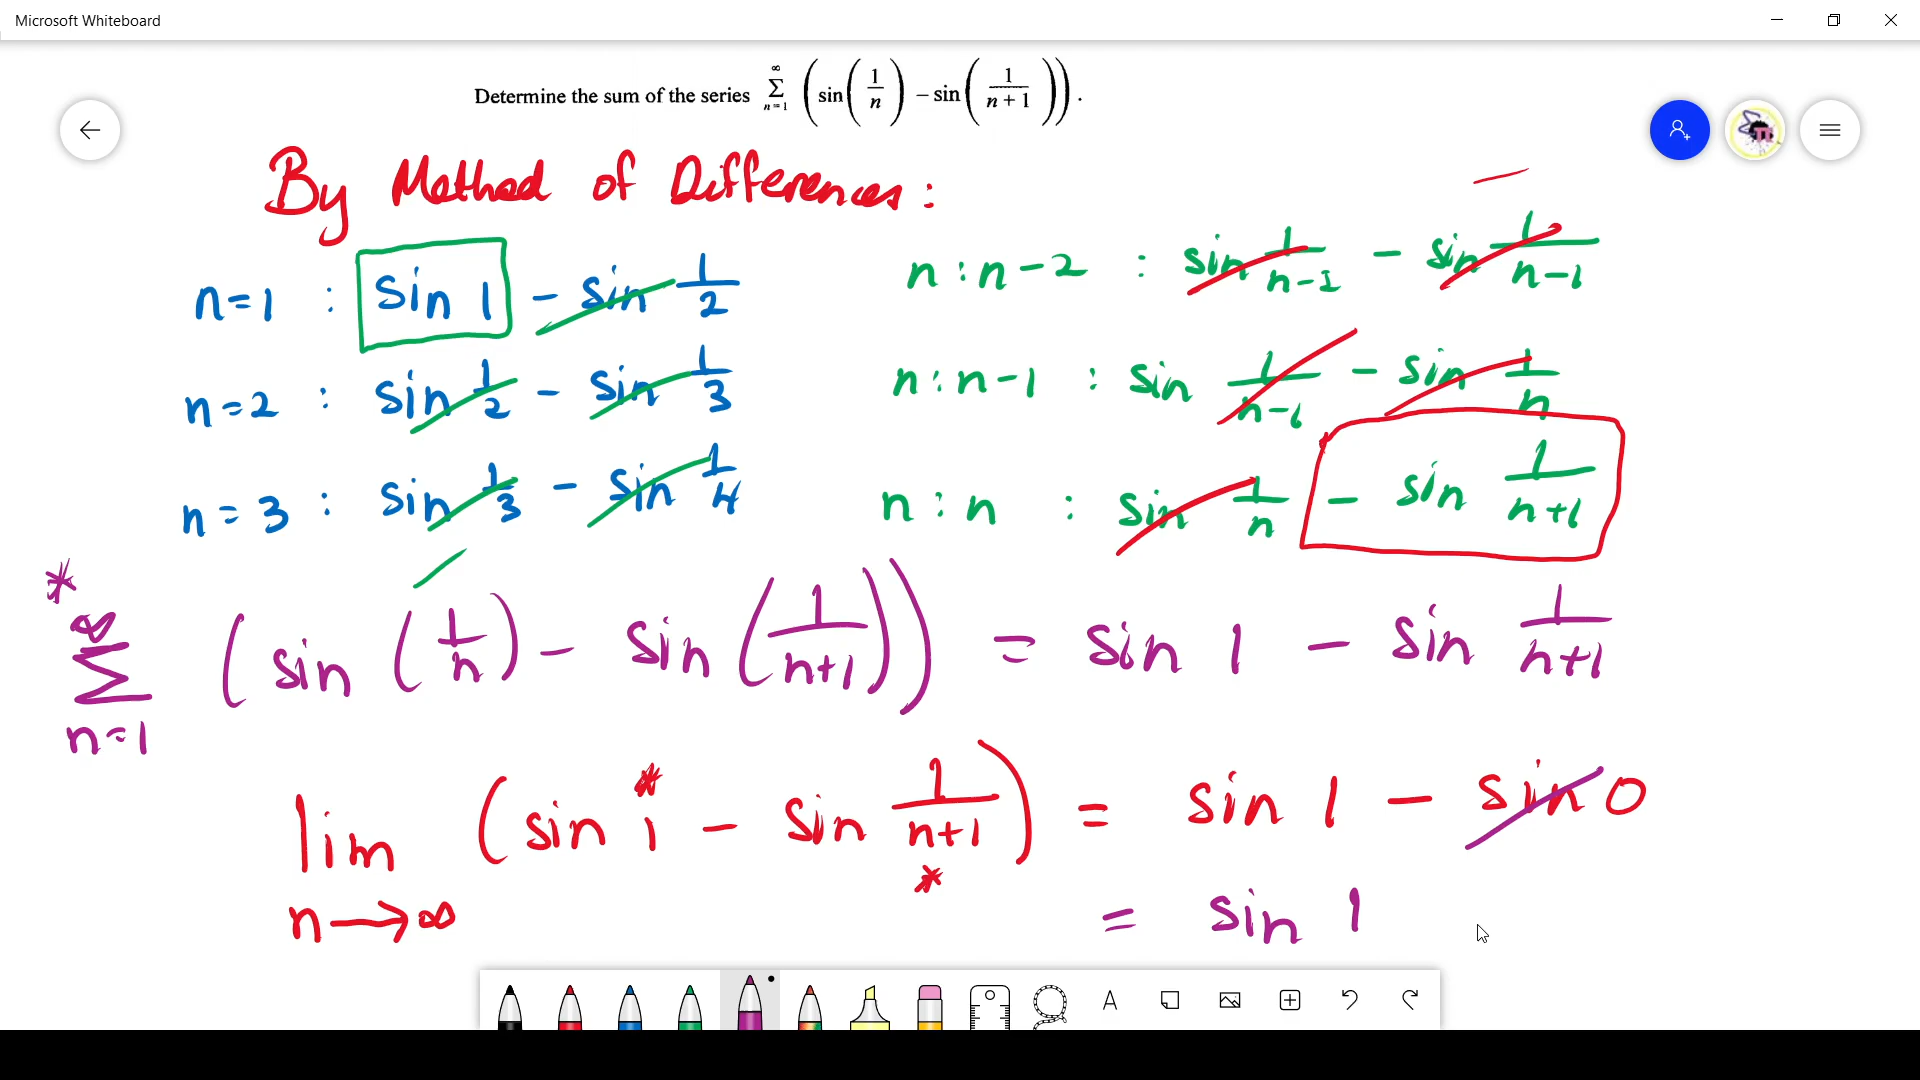 Microsoft Whiteboard
Determine the sum of the series ∞ Σ n = 1 (sin(1/n) − sin(1/(n + 1))).
By Method of Differences:
n=1 : sin 1 − sin 1/2
n=2 : sin 1/2 − sin 1/3
n=3 : sin 1/3 − sin 1/4
n:n−2 : sin 1/(n−2) − sin 1/(n−1)
n:n−1 : sin 1/(n−1) − sin 1/n
n:n : sin 1/n − sin 1/(n+1)
* ∞ Σ n=1 (sin (1/n) − sin (1/(n+1))) = sin 1 − sin 1/(n+1)
lim n→∞ (sin 1* − sin 1/(n+1) *) = sin 1 − sin 0
= sin 1